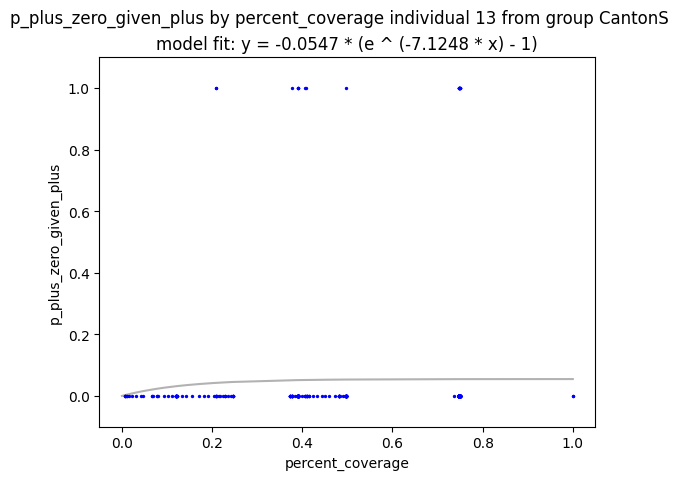 p_plus_zero_given_plus by percent_coverage individual 13 from group CantonS
model fit: y = -0.0547 * (e ^ (-7.1248 * x) - 1)
1.0
0.8
0.6
0.4
0.2
0.0
p_plus_zero_given_plus
0.0 0.2 0.4 0.6 0.8 1.0
percent_coverage